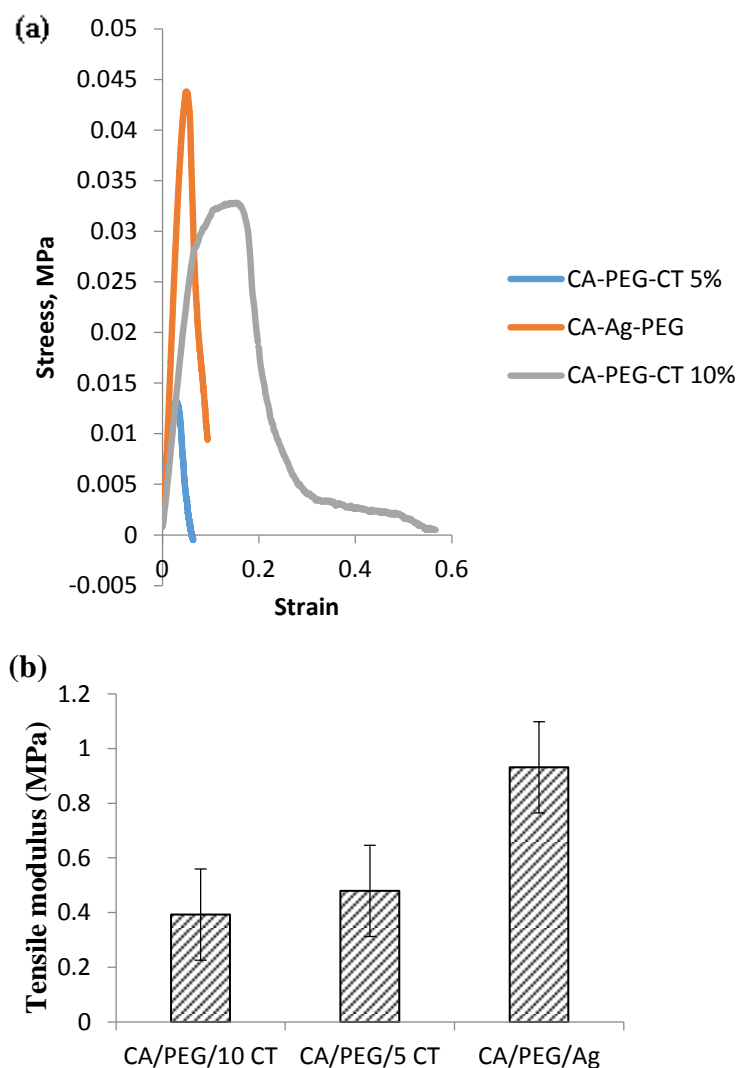 (a)
0.05
0.045
0.04
0.035
0.03
0.025
0.02
0.015
0.01
0.005
0
-0.005
Streess, MPa
0 0.2 0.4 0.6
Strain
CA-PEG-CT 5%
CA-Ag-PEG
CA-PEG-CT 10%
(b)
1.2
1
0.8
0.6
0.4
0.2
0
Tensile modulus (MPa)
CA/PEG/10 CT CA/PEG/5 CT CA/PEG/Ag